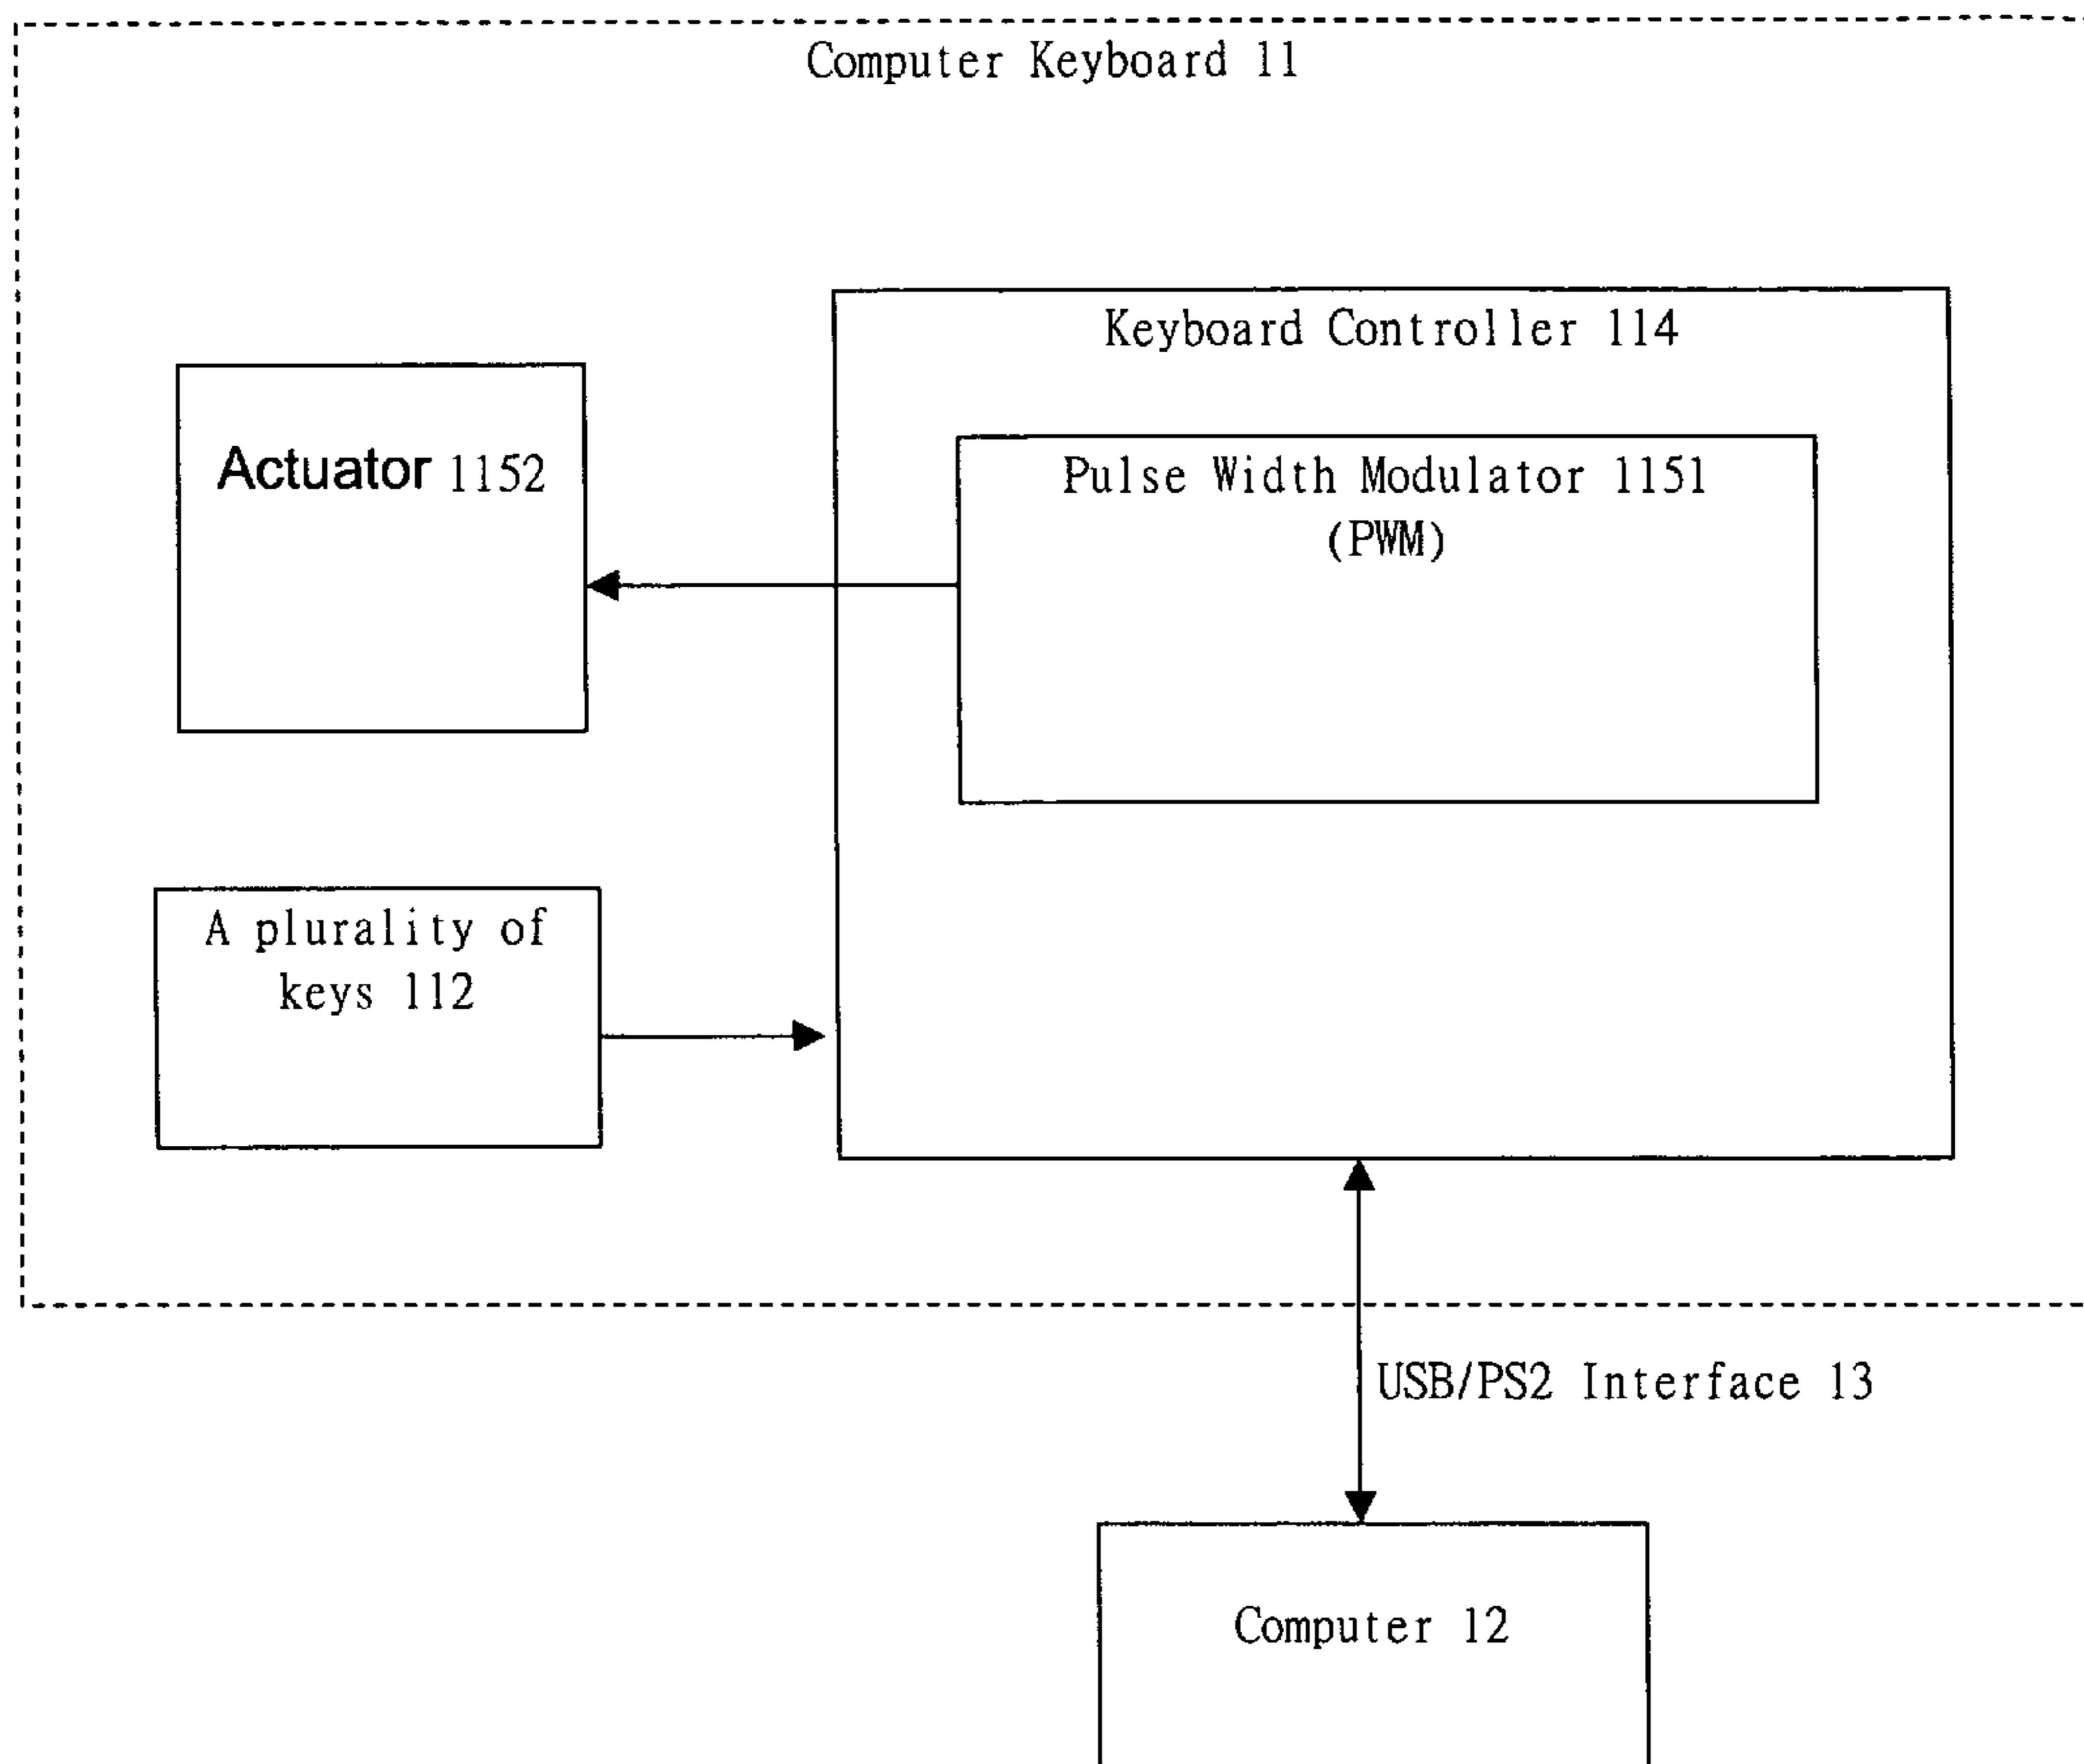 Computer Keyboard 11
Keyboard Controller 114
Actuator 1152
Pulse Width Modulator 1151
(PWM)
A plurality of
keys 112
USB/PS2 Interface 13
Computer 12